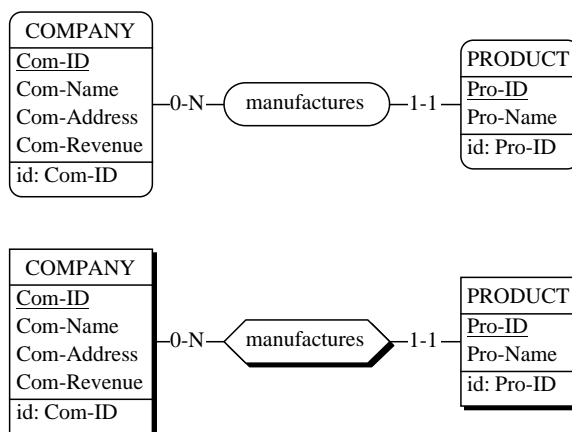 COMPANY
Com-ID
Com-Name
Com-Address
Com-Revenue
id: Com-ID
0-N
manufactures
1-1
PRODUCT
Pro-ID
Pro-Name
id: Pro-ID
COMPANY
Com-ID
Com-Name
Com-Address
Com-Revenue
id: Com-ID
0-N
manufactures
1-1
PRODUCT
Pro-ID
Pro-Name
id: Pro-ID